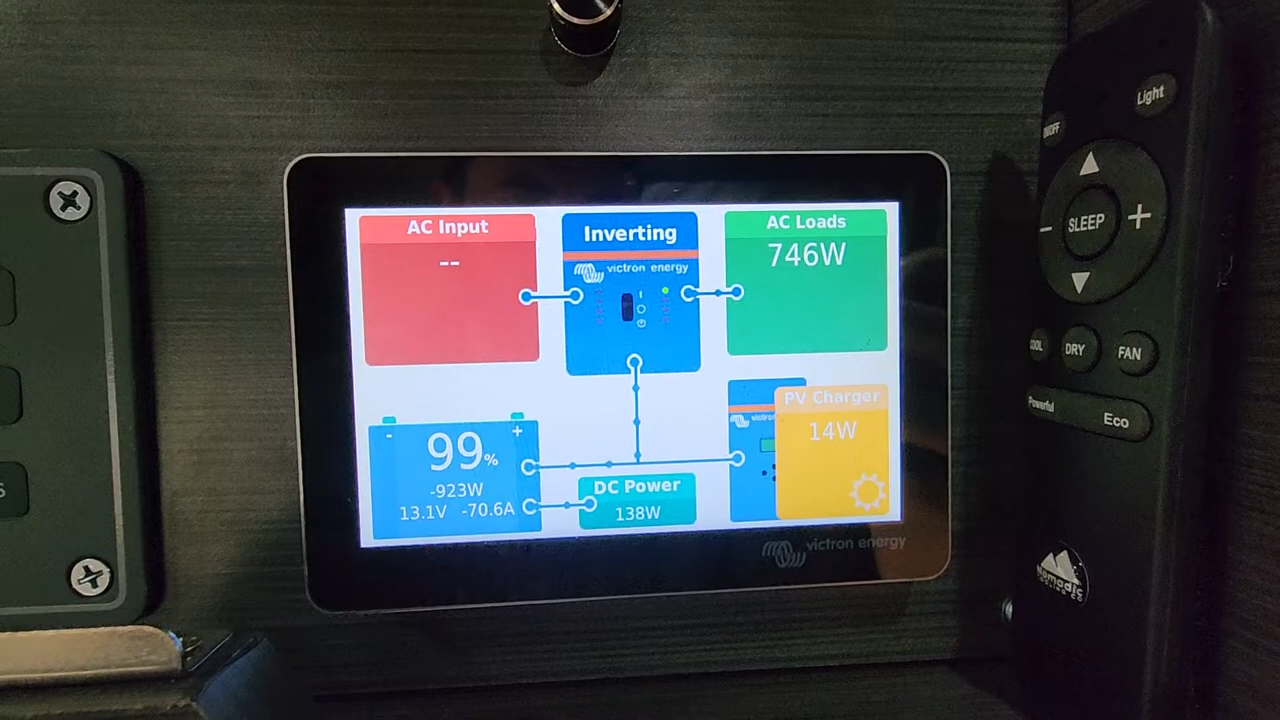 AC Input
--
Inverting
victron energy
AC Loads
746W
- +
99%
-923W
13.1V -70.6A
DC Power
138W
PV Charger
14W
victron energy
Light
SLEEP
- +
DRY
FAN
Powerful
Eco
Nomadic